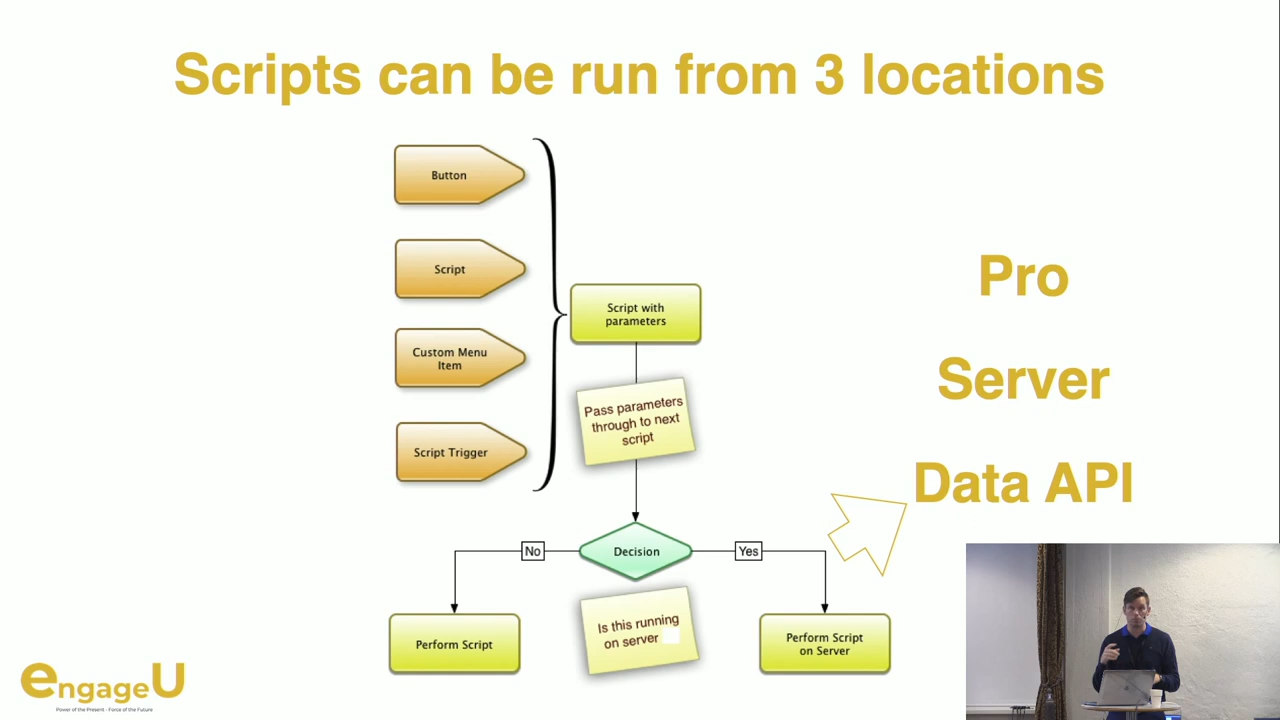 Scripts can be run from 3 locations
Button
Script
Custom Menu
Item
Script Trigger
Script with
parameters
Pass parameters
through to next
script
No
Decision
Yes
Is this running
on server
Perform Script
Perform Script
on Server
Pro
Server
Data API
engageU
Power of the Present - Force of the Future